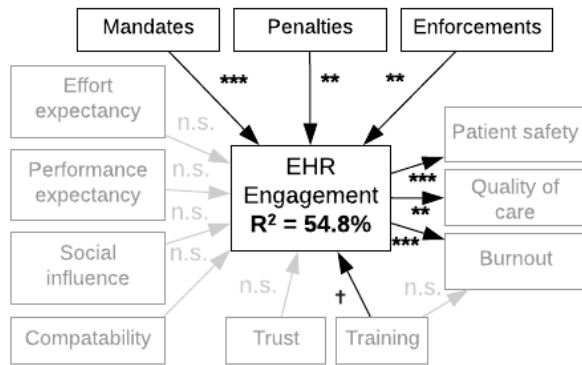 Mandates
Penalties
Enforcements
***
**
**
Effort
expectancy
n.s.
Performance
expectancy
n.s.
Social
influence
n.s.
Compatability
n.s.
EHR
Engagement
R² = 54.8%
Patient safety
***
Quality of
care
**
Burnout
***
n.s.
Trust
†
Training
n.s.